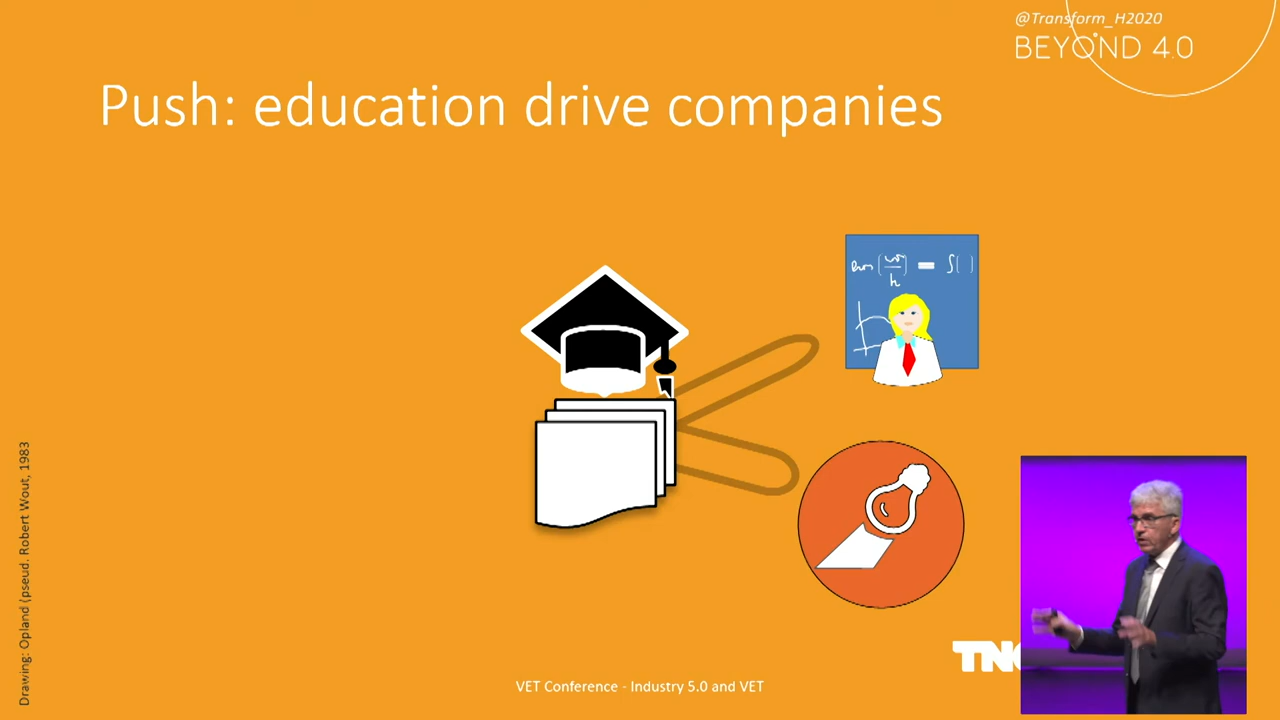 @Transform_H2020
BEYOND 4.0
Push: education drive companies
Drawing: Opland (pseud. Robert Wout, 1983
VET Conference - Industry 5.0 and VET